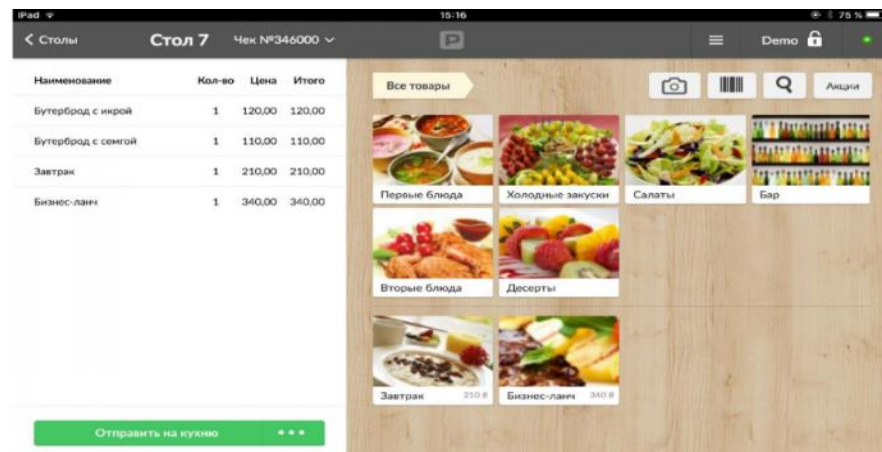 iPad 15:16 75 %
Столы Стол 7 Чек №346000 P Demo
Наименование Кол-во Цена Итого
Бутерброд с икрой 1 120,00 120,00
Бутерброд с семгой 1 110,00 110,00
Завтрак 1 210,00 210,00
Бизнес-ланч 1 340,00 340,00
Отправить на кухню
Все товары Акции
Первые блюда Холодные закуски Салаты Бар
Вторые блюда Десерты
Завтрак 210 ₴ Бизнес-ланч 340 ₴